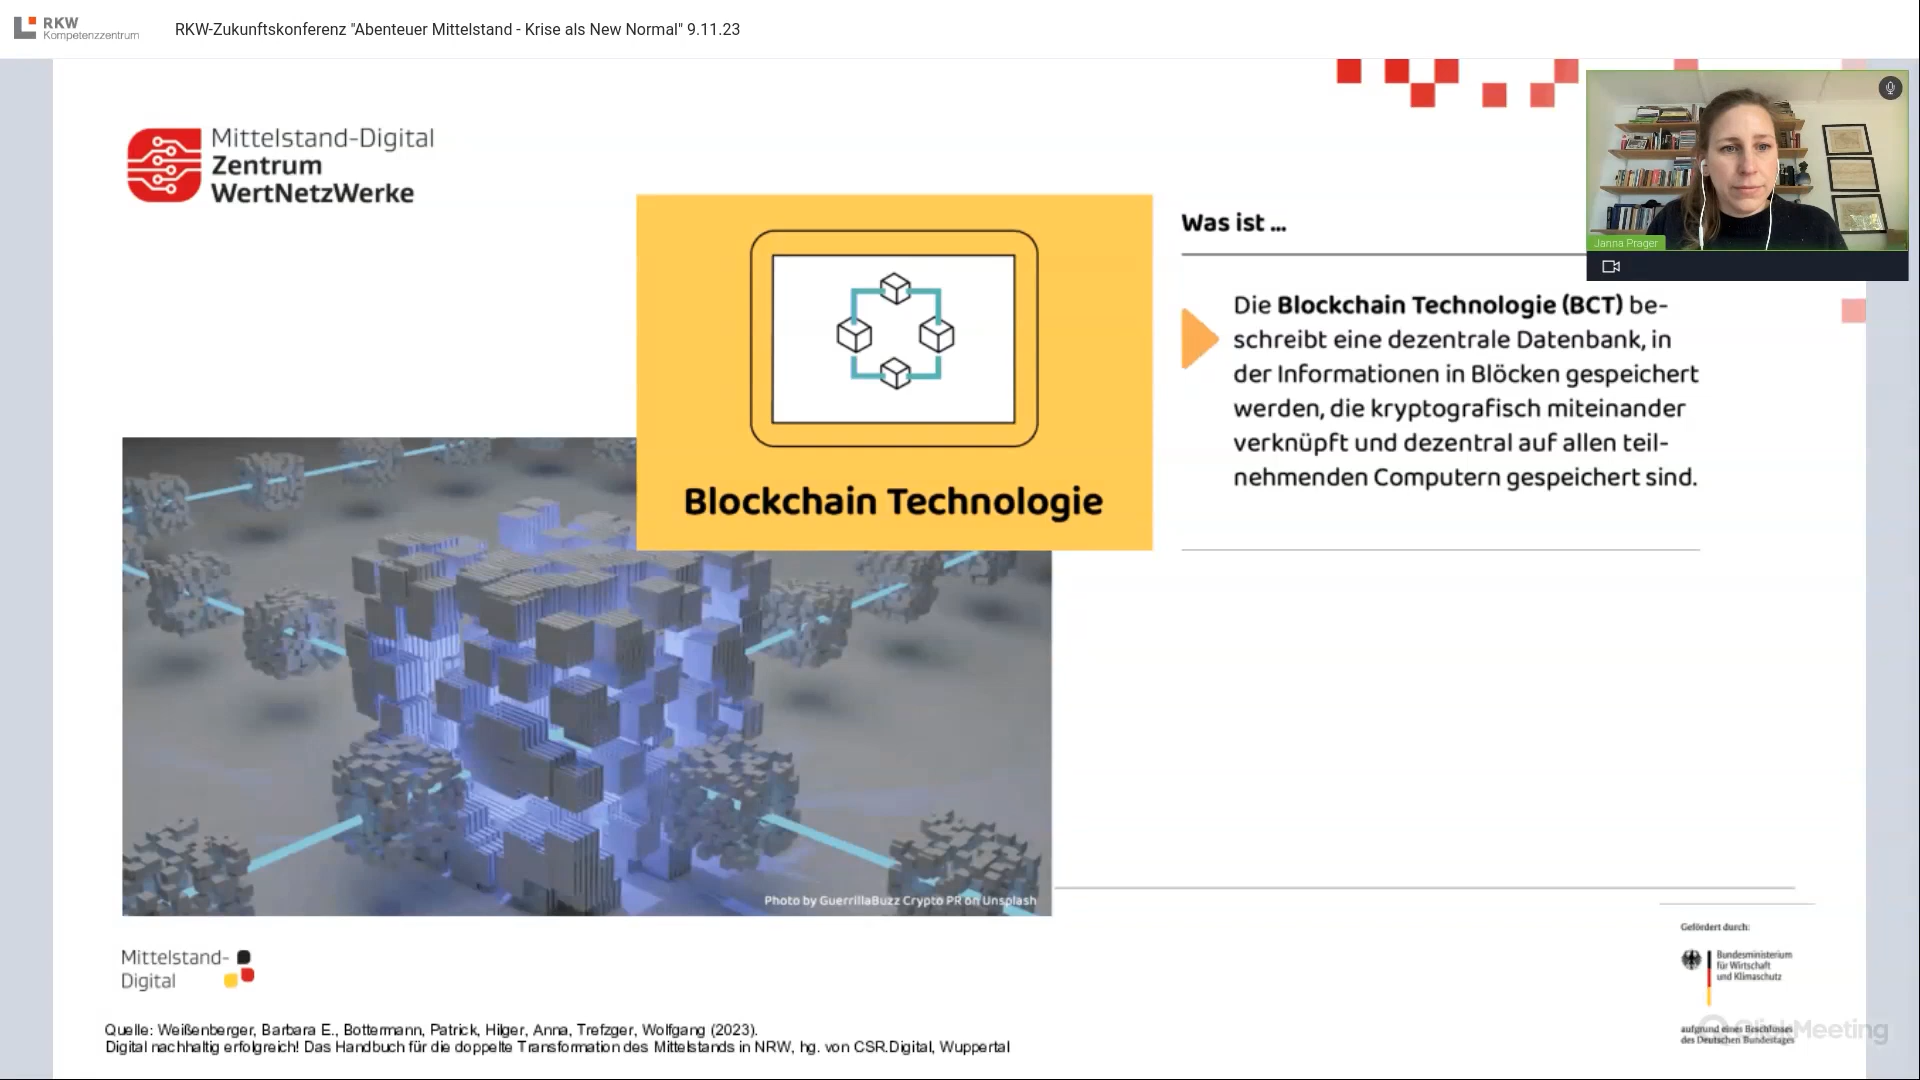 RKW
Kompetenzzentrum
RKW-Zukunftskonferenz "Abenteuer Mittelstand - Krise als New Normal" 9.11.23
Mittelstand-Digital
Zentrum
WertNetzWerke
Janna Prager
Was ist ...
Die Blockchain Technologie (BCT) be-
schreibt eine dezentrale Datenbank, in
der Informationen in Blöcken gespeichert
werden, die kryptografisch miteinander
verknüpft und dezentral auf allen teil-
nehmenden Computern gespeichert sind.
Blockchain Technologie
Photo by GuerrillaBuzz Crypto PR on Unsplash
Mittelstand-
Digital
Gefördert durch:
Bundesministerium
für Wirtschaft
und Klimaschutz
aufgrund eines Beschlusses
des Deutschen Bundestages
ClickMeeting
Quelle: Weißenberger, Barbara E., Bottermann, Patrick, Hilger, Anna, Trefzger, Wolfgang (2023).
Digital nachhaltig erfolgreich! Das Handbuch für die doppelte Transformation des Mittelstands in NRW, hg. von CSR.Digital, Wuppertal